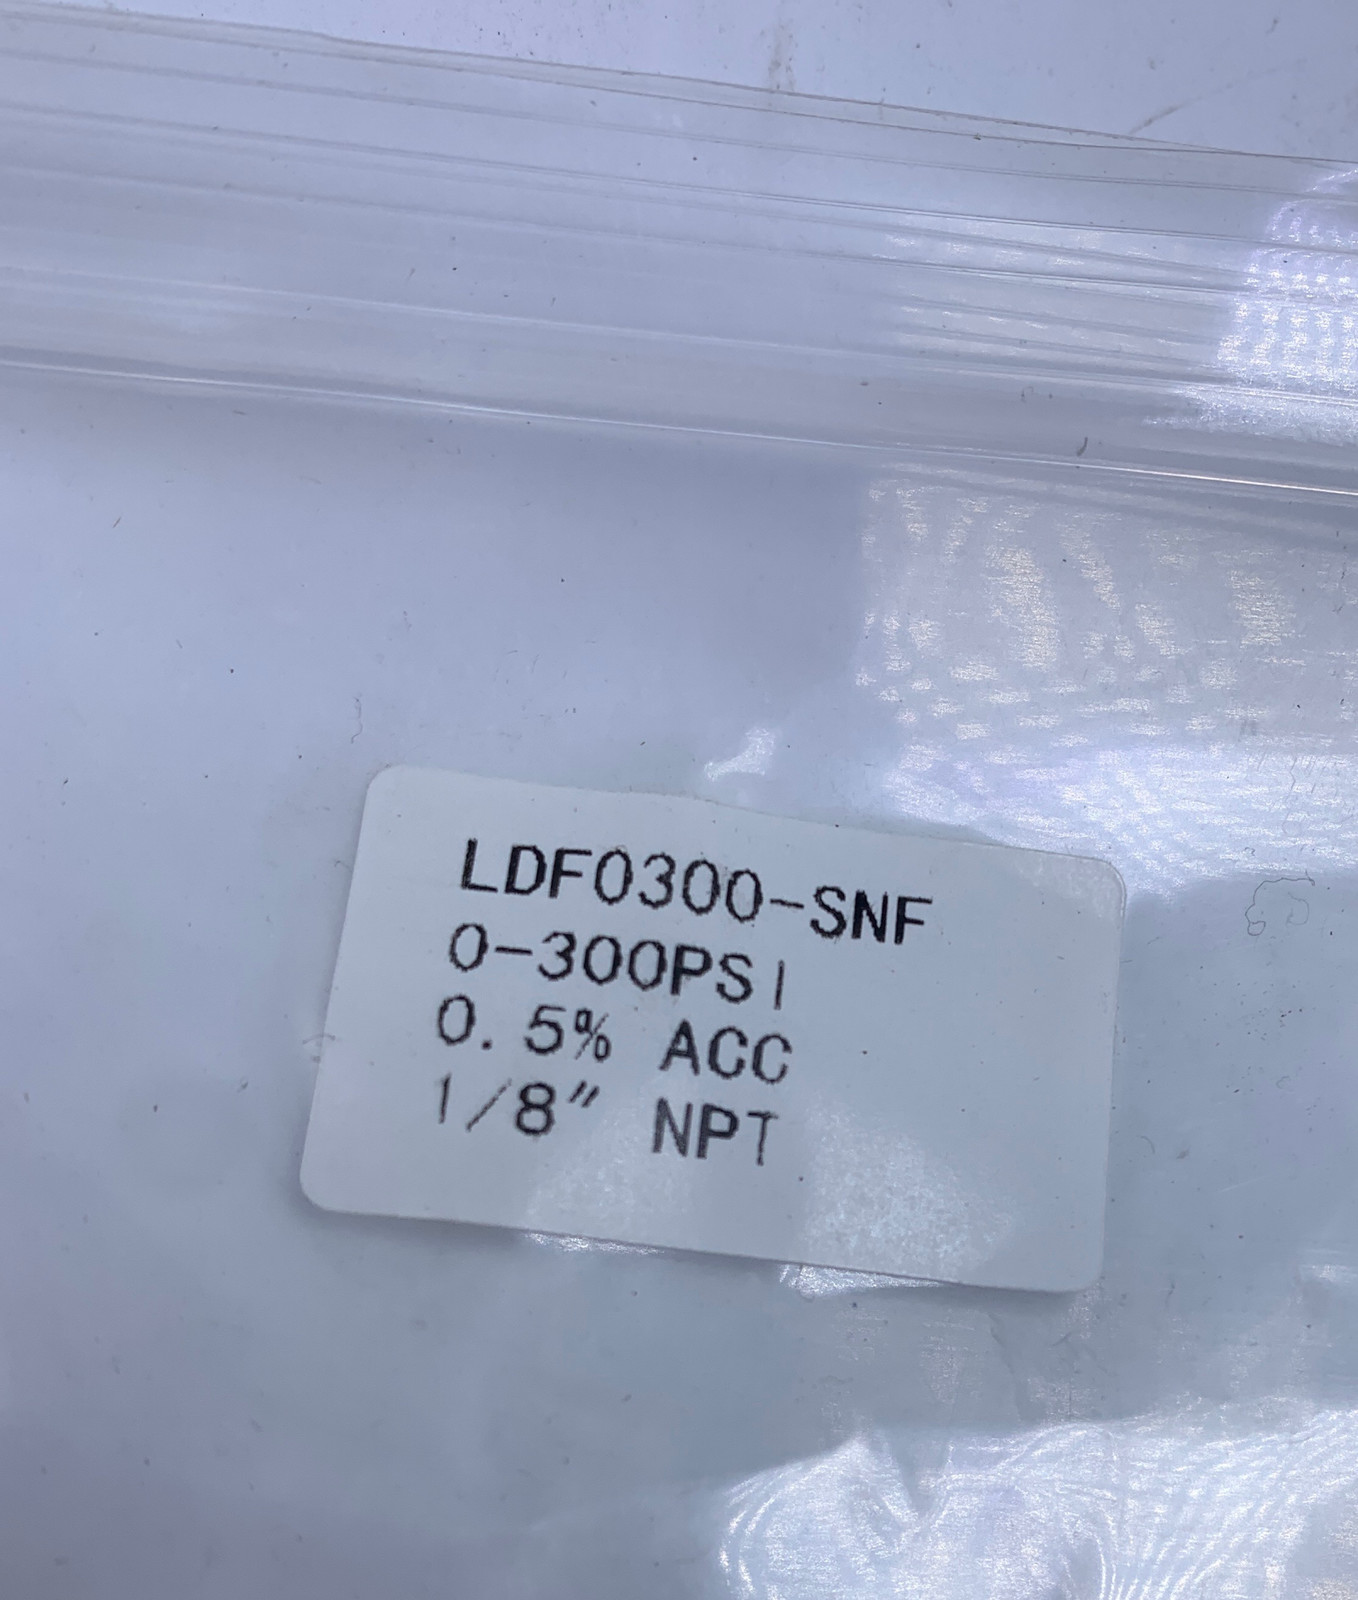 LDF0300-SNF
0-300PSI
0.5% ACC
1/8" NPT